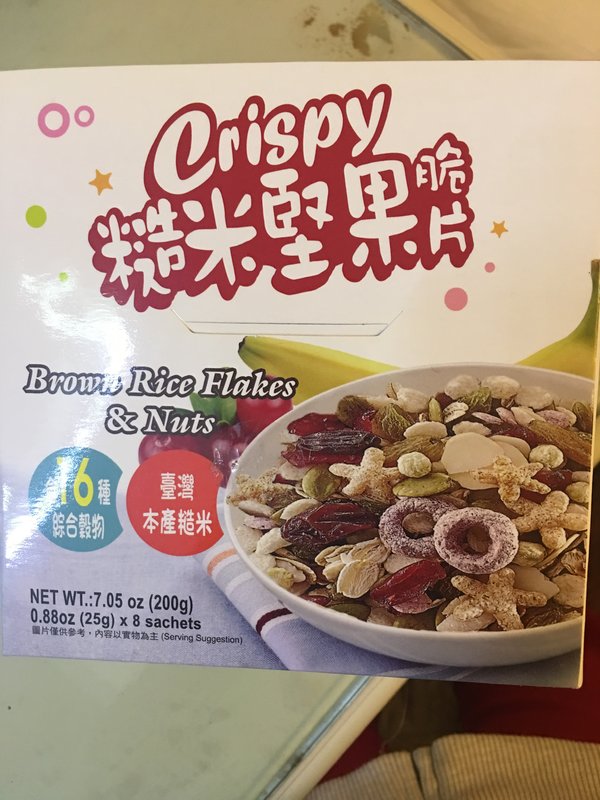 Crispy
糙米堅果脆片
Brown Rice Flakes
& Nuts
16種
綜合穀物
臺灣
本產糙米
NET WT.:7.05 oz (200g)
0.88oz (25g) x 8 sachets
圖片僅供參考，內容以實物為主 (Serving Suggestion)